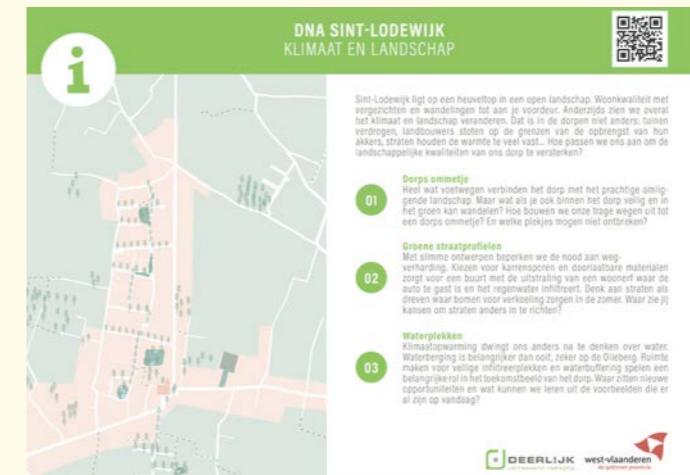 i
DNA SINT-LODEWIJK
KLIMAAT EN LANDSCHAP
Sint-Lodewijk ligt op een heuveltop in een open landschap. Woonkwaliteit met
vergezichten en wandelingen tot aan je voordeur. Anderzijds zien we overal
het klimaat en landschap veranderen. Dat is in de dorpen niet anders: tuinen
verdrogen, landbouwers stoten op de grenzen van de opbrengst van hun
akkers, straten houden de warmte te veel vast... Hoe passen we ons aan om de
landschappelijke kwaliteiten van ons dorp te versterken?
01
Dorps ommetje
Heel wat voetwegen verbinden het dorp met het prachtige omlig-
gende landschap. Maar wat als je ook binnen het dorp veilig en in
het groen kan wandelen? Hoe bouwen we onze trage wegen uit tot
een dorps ommetje? En welke plekjes mogen niet ontbreken?
02
Groene straatprofielen
Met slimme ontwerpen beperken we de nood aan weg-
verharding. Kiezen voor karrensporen en doorlaatbare materialen
zorgt voor een buurt met de uitstraling van een woonerf waar de
auto te gast is en het regenwater infiltreert. Denk aan straten als
dreven waar bomen voor verkoeling zorgen in de zomer. Waar zie jij
kansen om straten anders in te richten?
03
Waterplekken
Klimaatopwarming dwingt ons anders na te denken over water.
Waterberging is belangrijker dan ooit, zeker op de Olieberg. Ruimte
maken voor veilige infiltreerplekken en waterbuffering spelen een
belangrijke rol in het toekomstbeeld van het dorp. Waar zitten nieuwe
opportuniteiten en wat kunnen we leren uit de voorbeelden die er
al zijn op vandaag?
DEERLIJK
west-vlaanderen
de gedreven provincie